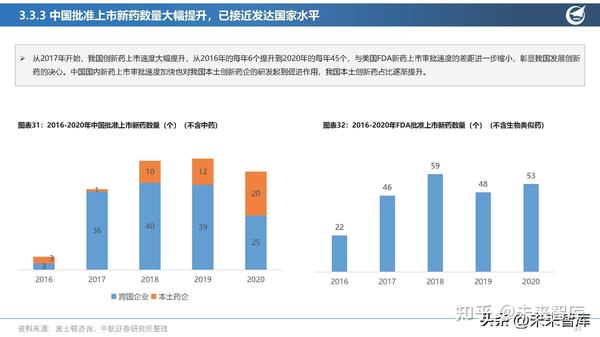 3.3.3 中国批准上市新药数量大幅提升，已接近发达国家水平
➢ 从2017年开始，我国创新药上市速度大幅提升，从2016年的每年6个提升到2020年的每年45个，与美国FDA新药上市审批速度的差距进一步缩小，彰显我国发展创新
药的决心。中国国内新药上市审批速度加快也对我国本土创新药企的研发起到促进作用，我国本土创新药占比逐渐提升。
图表31：2016-2020年中国批准上市新药数量（个）（不含中药）
3
3
1
36
10
40
12
39
20
25
2016 2017 2018 2019 2020
跨国企业 本土药企
图表32：2016-2020年FDA批准上市新药数量（个）（不含生物类似药）
22
46
59
48
53
2016 2017 2018 2019 2020
资料来源：波士顿咨询、中航证券研究所整理
知乎 @未来智库
头条@未来智库